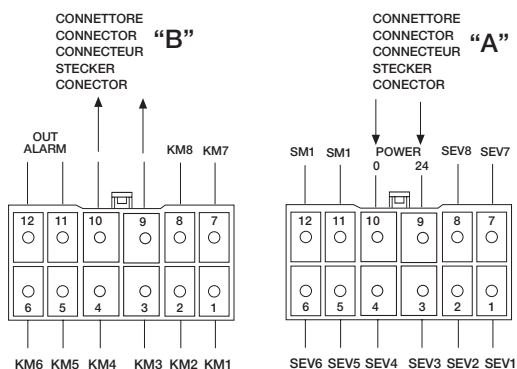 CONNETTORE
CONNECTOR
CONNECTEUR
STECKER
CONECTOR
“B”
OUT
ALARM
KM8 KM7
12 11 10 9 8 7
6 5 4 3 2 1
KM6 KM5 KM4 KM3 KM2 KM1
CONNETTORE
CONNECTOR
CONNECTEUR
STECKER
CONECTOR
“A”
SM1 SM1 POWER SEV8 SEV7
0 24
12 11 10 9 8 7
6 5 4 3 2 1
SEV6 SEV5 SEV4 SEV3 SEV2 SEV1